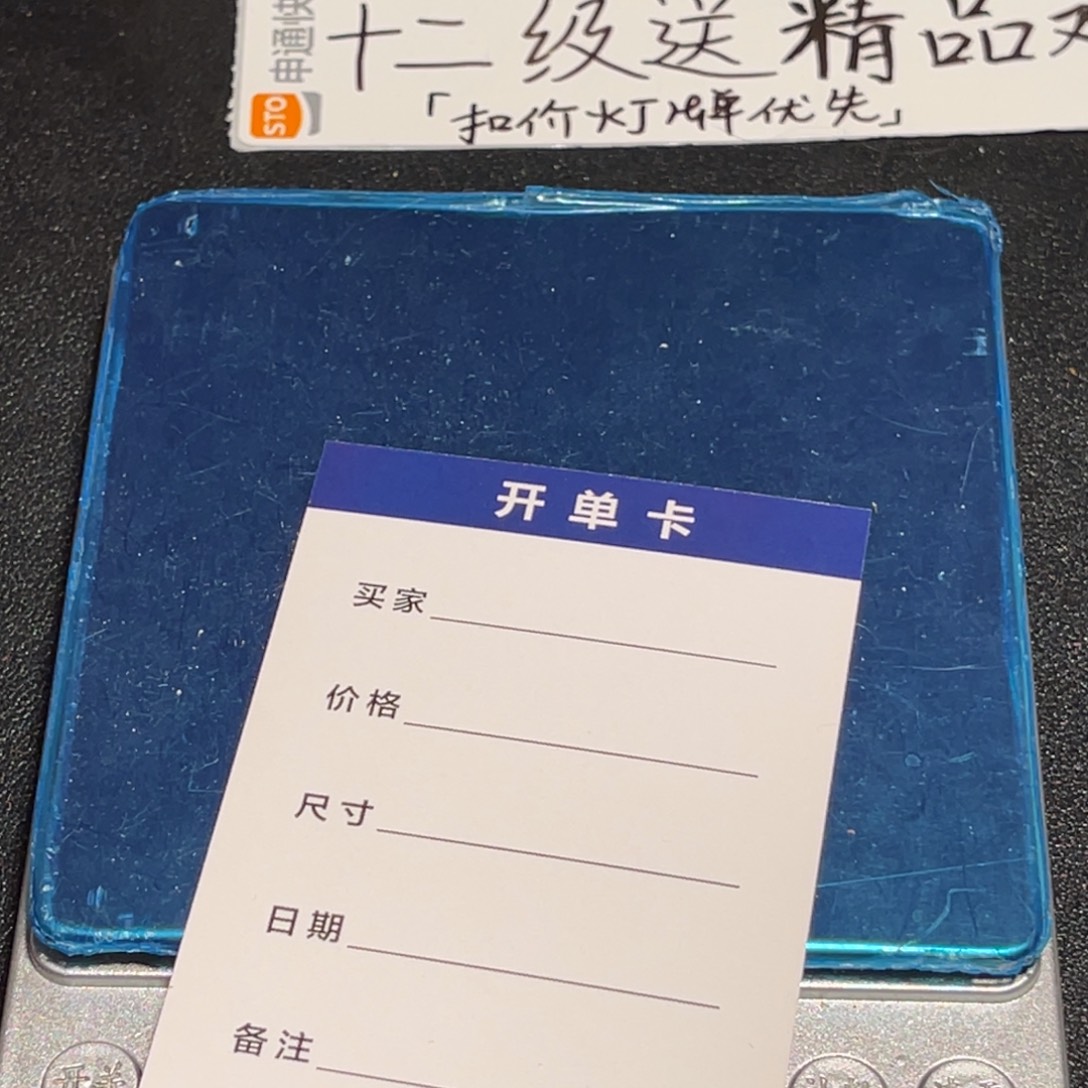 申通快
STO
十二级送精品
「扣价灯牌单优先」
开单卡
买家
价格
尺寸
日期
备注